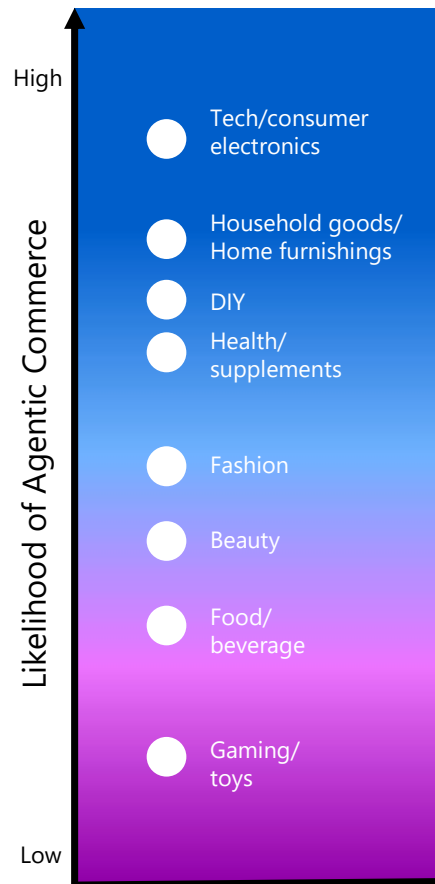 High
Likelihood of Agentic Commerce
Tech/consumer
electronics
Household goods/
Home furnishings
DIY
Health/
supplements
Fashion
Beauty
Food/
beverage
Gaming/
toys
Low